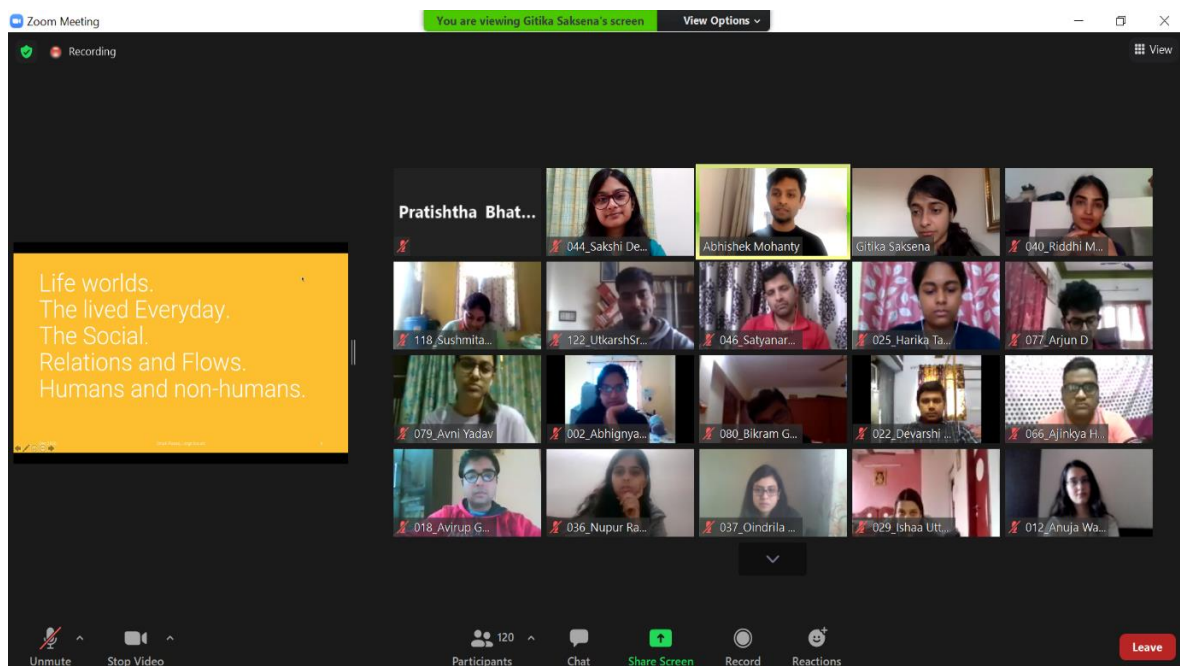 Zoom Meeting
You are viewing Gitika Saksena's screen
View Options
Recording
View
Pratishtha Bhat...
044_Sakshi De...
Abhishek Mohanty
Gitika Saksena
040_Riddhi M...
118_Sushmita...
122_UtkarshSr...
046_Satyanar...
025_Harika Ta...
077_Arjun D
Life worlds.
The lived Everyday.
The Social.
Relations and Flows.
Humans and non-humans.
079_Avni Yadav
002_Abhignya...
080_Bikram G...
022_Devarshi ...
066_Ajinkya H...
018_Avirup G...
036_Nupur Ra...
037_Oindrila ...
029_Ishaa Utt...
012_Anuja Wa...
Unmute
Stop Video
120
Participants
Chat
Share Screen
Record
Reactions
Leave